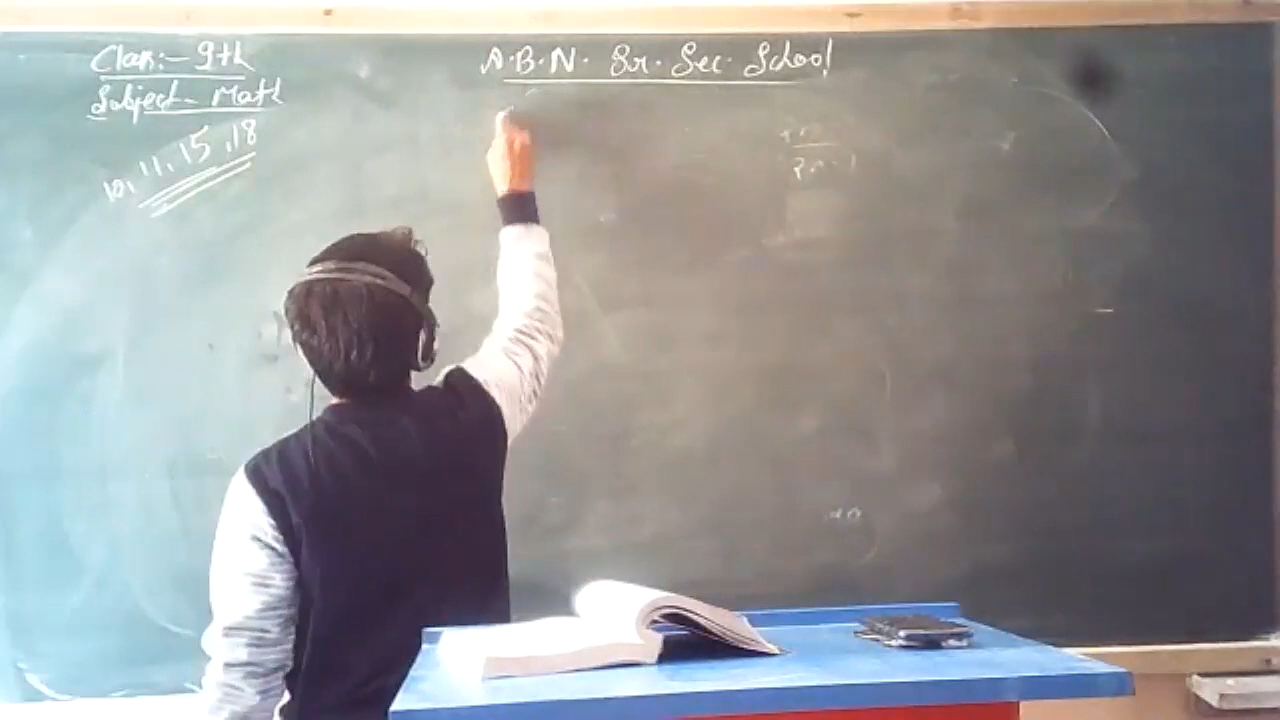 Class:- 9th
A.B.N. Sr. Sec. School
Subject - Math
10, 11, 15, 18